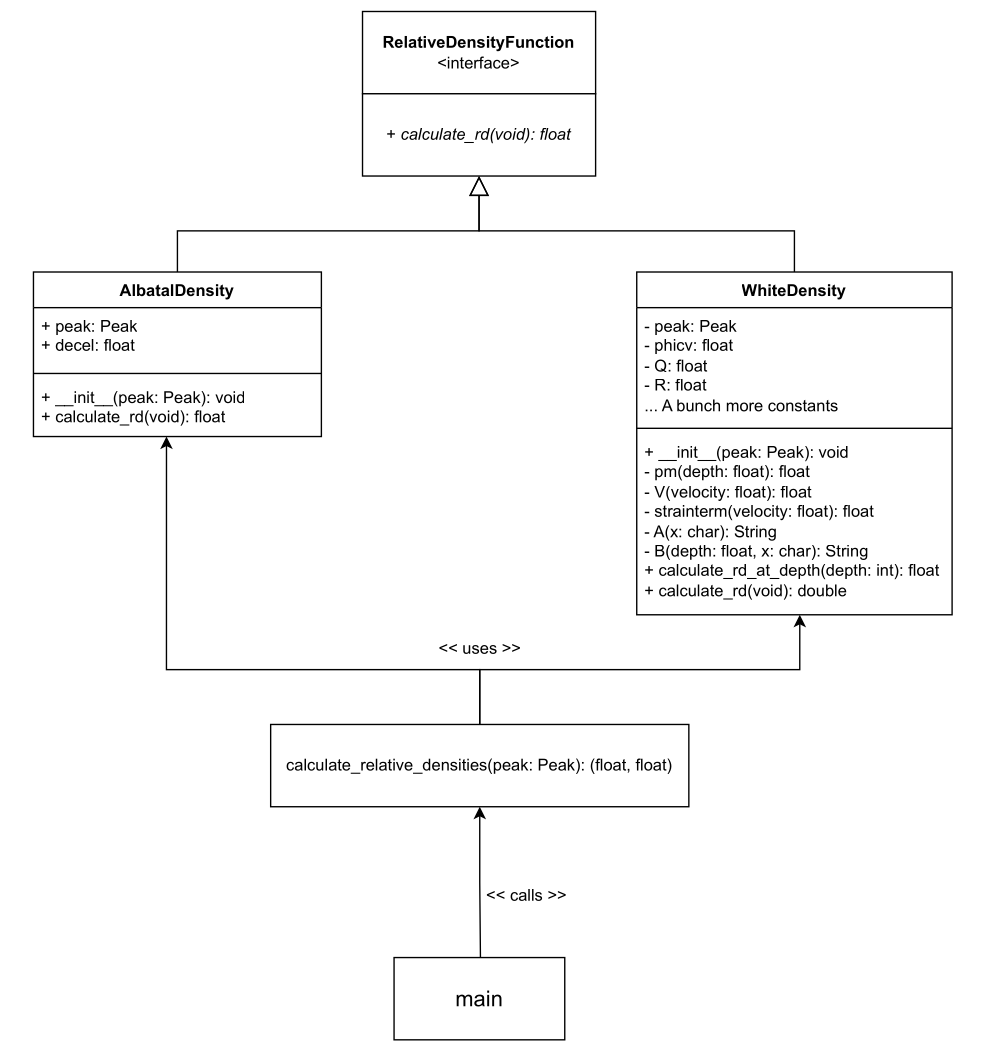 RelativeDensityFunction
<interface>
+ calculate_rd(void): float
AlbatalDensity
+ peak: Peak
+ decel: float
+ __init__(peak: Peak): void
+ calculate_rd(void): float
WhiteDensity
- peak: Peak
- phicv: float
- Q: float
- R: float
... A bunch more constants
+ __init__(peak: Peak): void
- pm(depth: float): float
- V(velocity: float): float
- strainterm(velocity: float): float
- A(x: char): String
- B(depth: float, x: char): String
+ calculate_rd_at_depth(depth: int): float
+ calculate_rd(void): double
<< uses >>
calculate_relative_densities(peak: Peak): (float, float)
<< calls >>
main